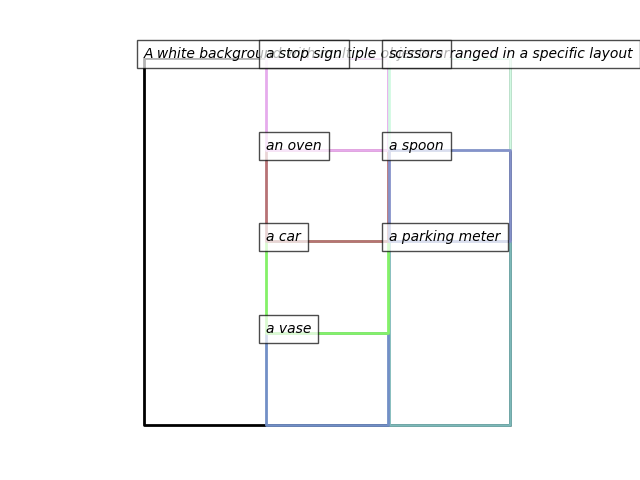 A white background with multiple objects arranged in a specific layout
a stop sign
scissors
an oven
a spoon
a car
a parking meter
a vase